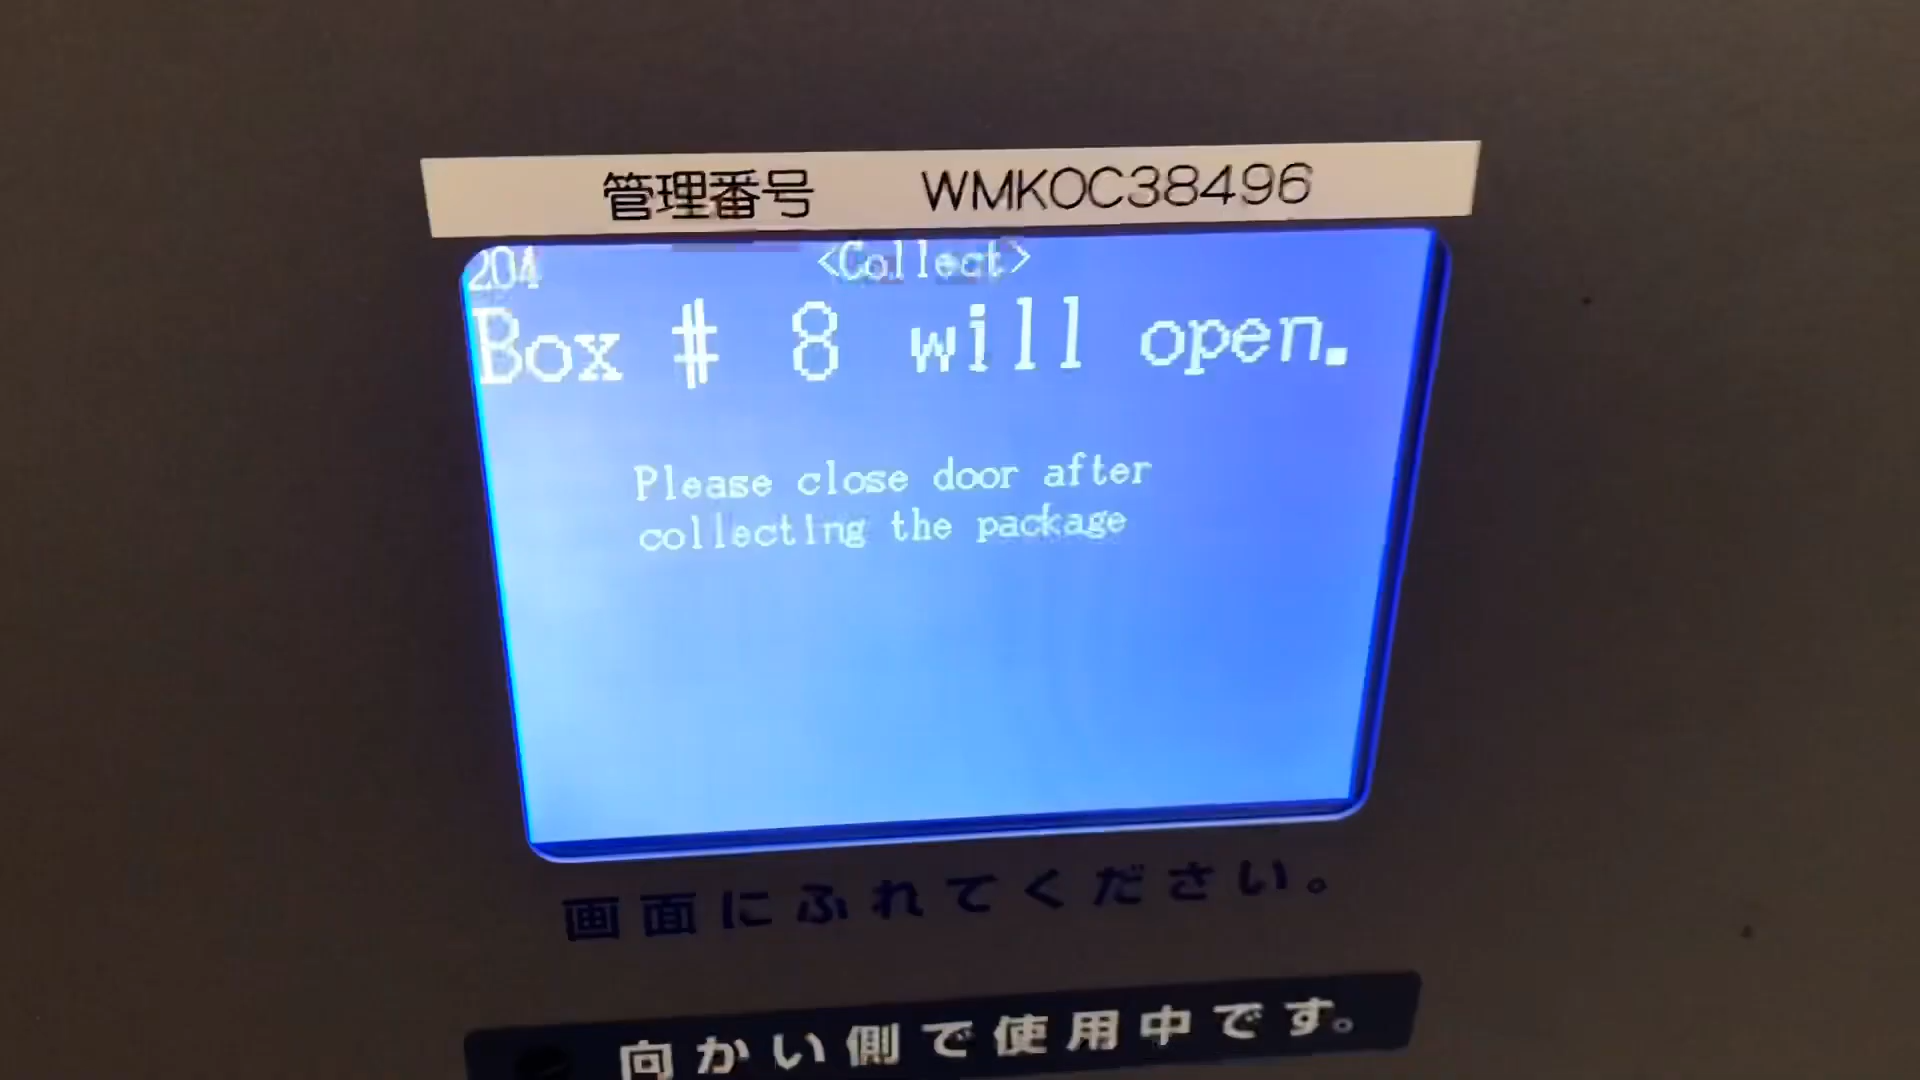 管理番号 WMKOC38496
204 <Collect>
Box # 8 will open.
Please close door after
collecting the package
画面にふれてください。
向かい側で使用中です。